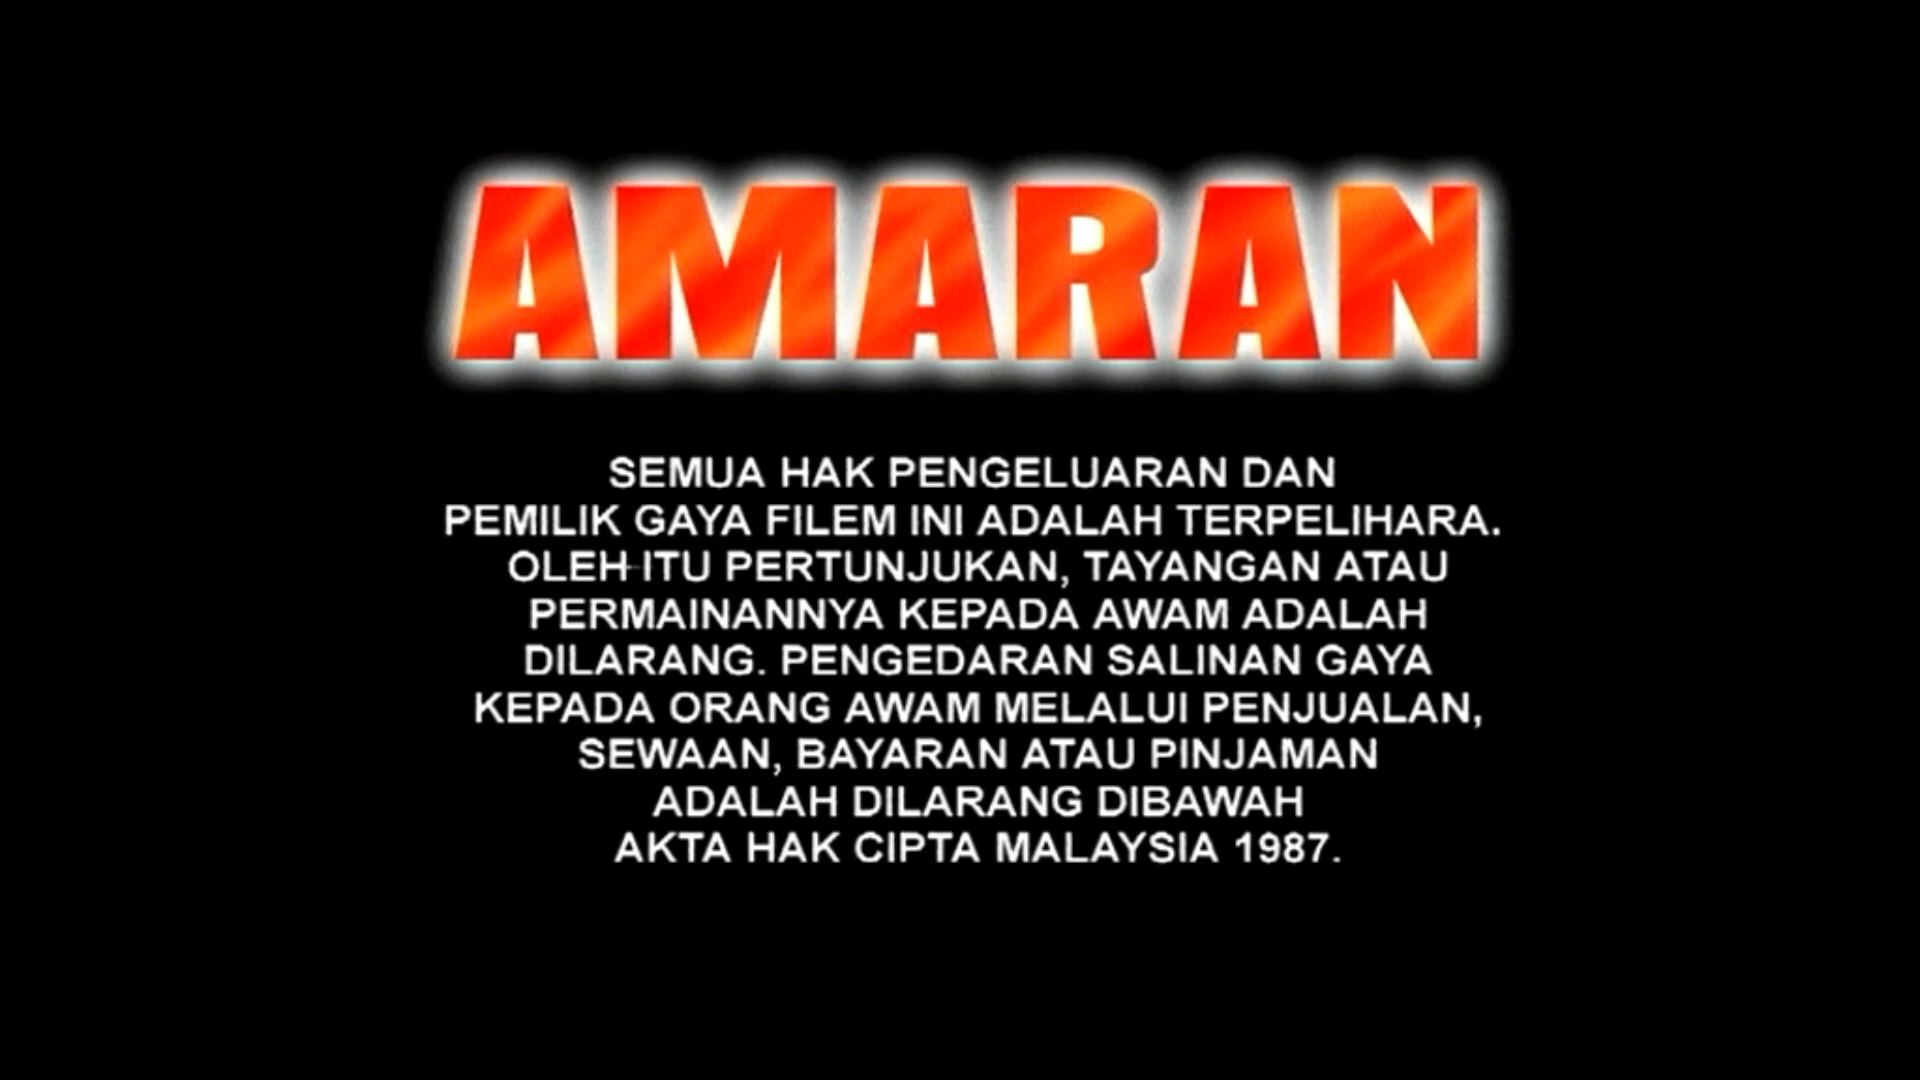 AMARAN
SEMUA HAK PENGELUARAN DAN
PEMILIK GAYA FILEM INI ADALAH TERPELIHARA.
OLEH ITU PERTUNJUKAN, TAYANGAN ATAU
PERMAINANNYA KEPADA AWAM ADALAH
DILARANG. PENGEDARAN SALINAN GAYA
KEPADA ORANG AWAM MELALUI PENJUALAN,
SEWAAN, BAYARAN ATAU PINJAMAN
ADALAH DILARANG DIBAWAH
AKTA HAK CIPTA MALAYSIA 1987.